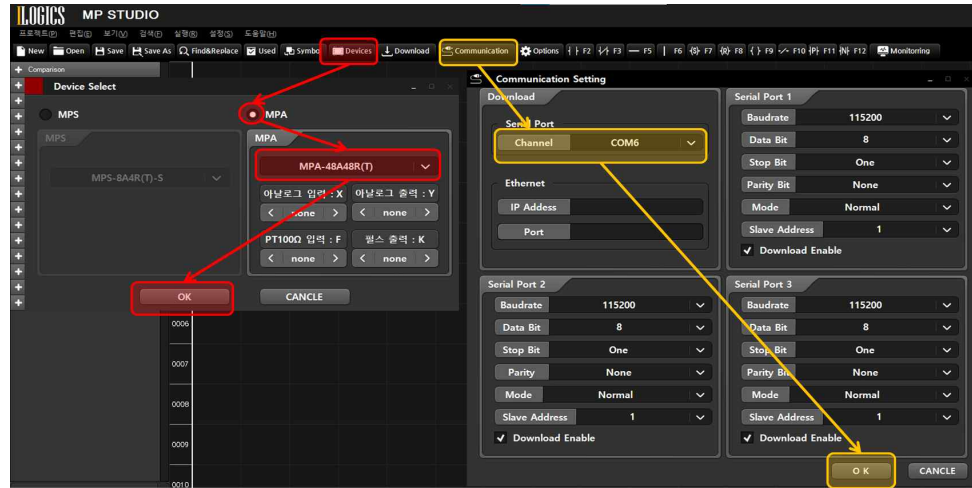 ILOGICS MP STUDIO
프로젝트(P) 편집(E) 보기(V) 검색(F) 실행(R) 설정(S) 도움말(H)
New Open Save Save As Find&Replace Used Symbo Devices Download Communication Options F2 F3 F5 F6 F7 F8 F9 F10 F11 F12 Monitorring
Comparison
Device Select
MPS
MPA
MPS
MPS-8A4R(T)-S
MPA
MPA-48A48R(T)
아날로그 입력 : X 아날로그 출력 : Y
< none > < none >
PT100Ω 입력 : F 펄스 출력 : K
< none > < none >
OK CANCLE
0006
0007
0008
0009
0010
Communication Setting
Download
Serial Port
Channel COM6
Ethernet
IP Addess
Port
Serial Port 1
Baudrate 115200
Data Bit 8
Stop Bit One
Parity Bit None
Mode Normal
Slave Address 1
Download Enable
Serial Port 2
Baudrate 115200
Data Bit 8
Stop Bit One
Parity None
Mode Normal
Slave Address 1
Download Enable
Serial Port 3
Baudrate 115200
Data Bit 8
Stop Bit One
Parity Bit None
Mode Normal
Slave Address 1
Download Enable
O K CANCLE